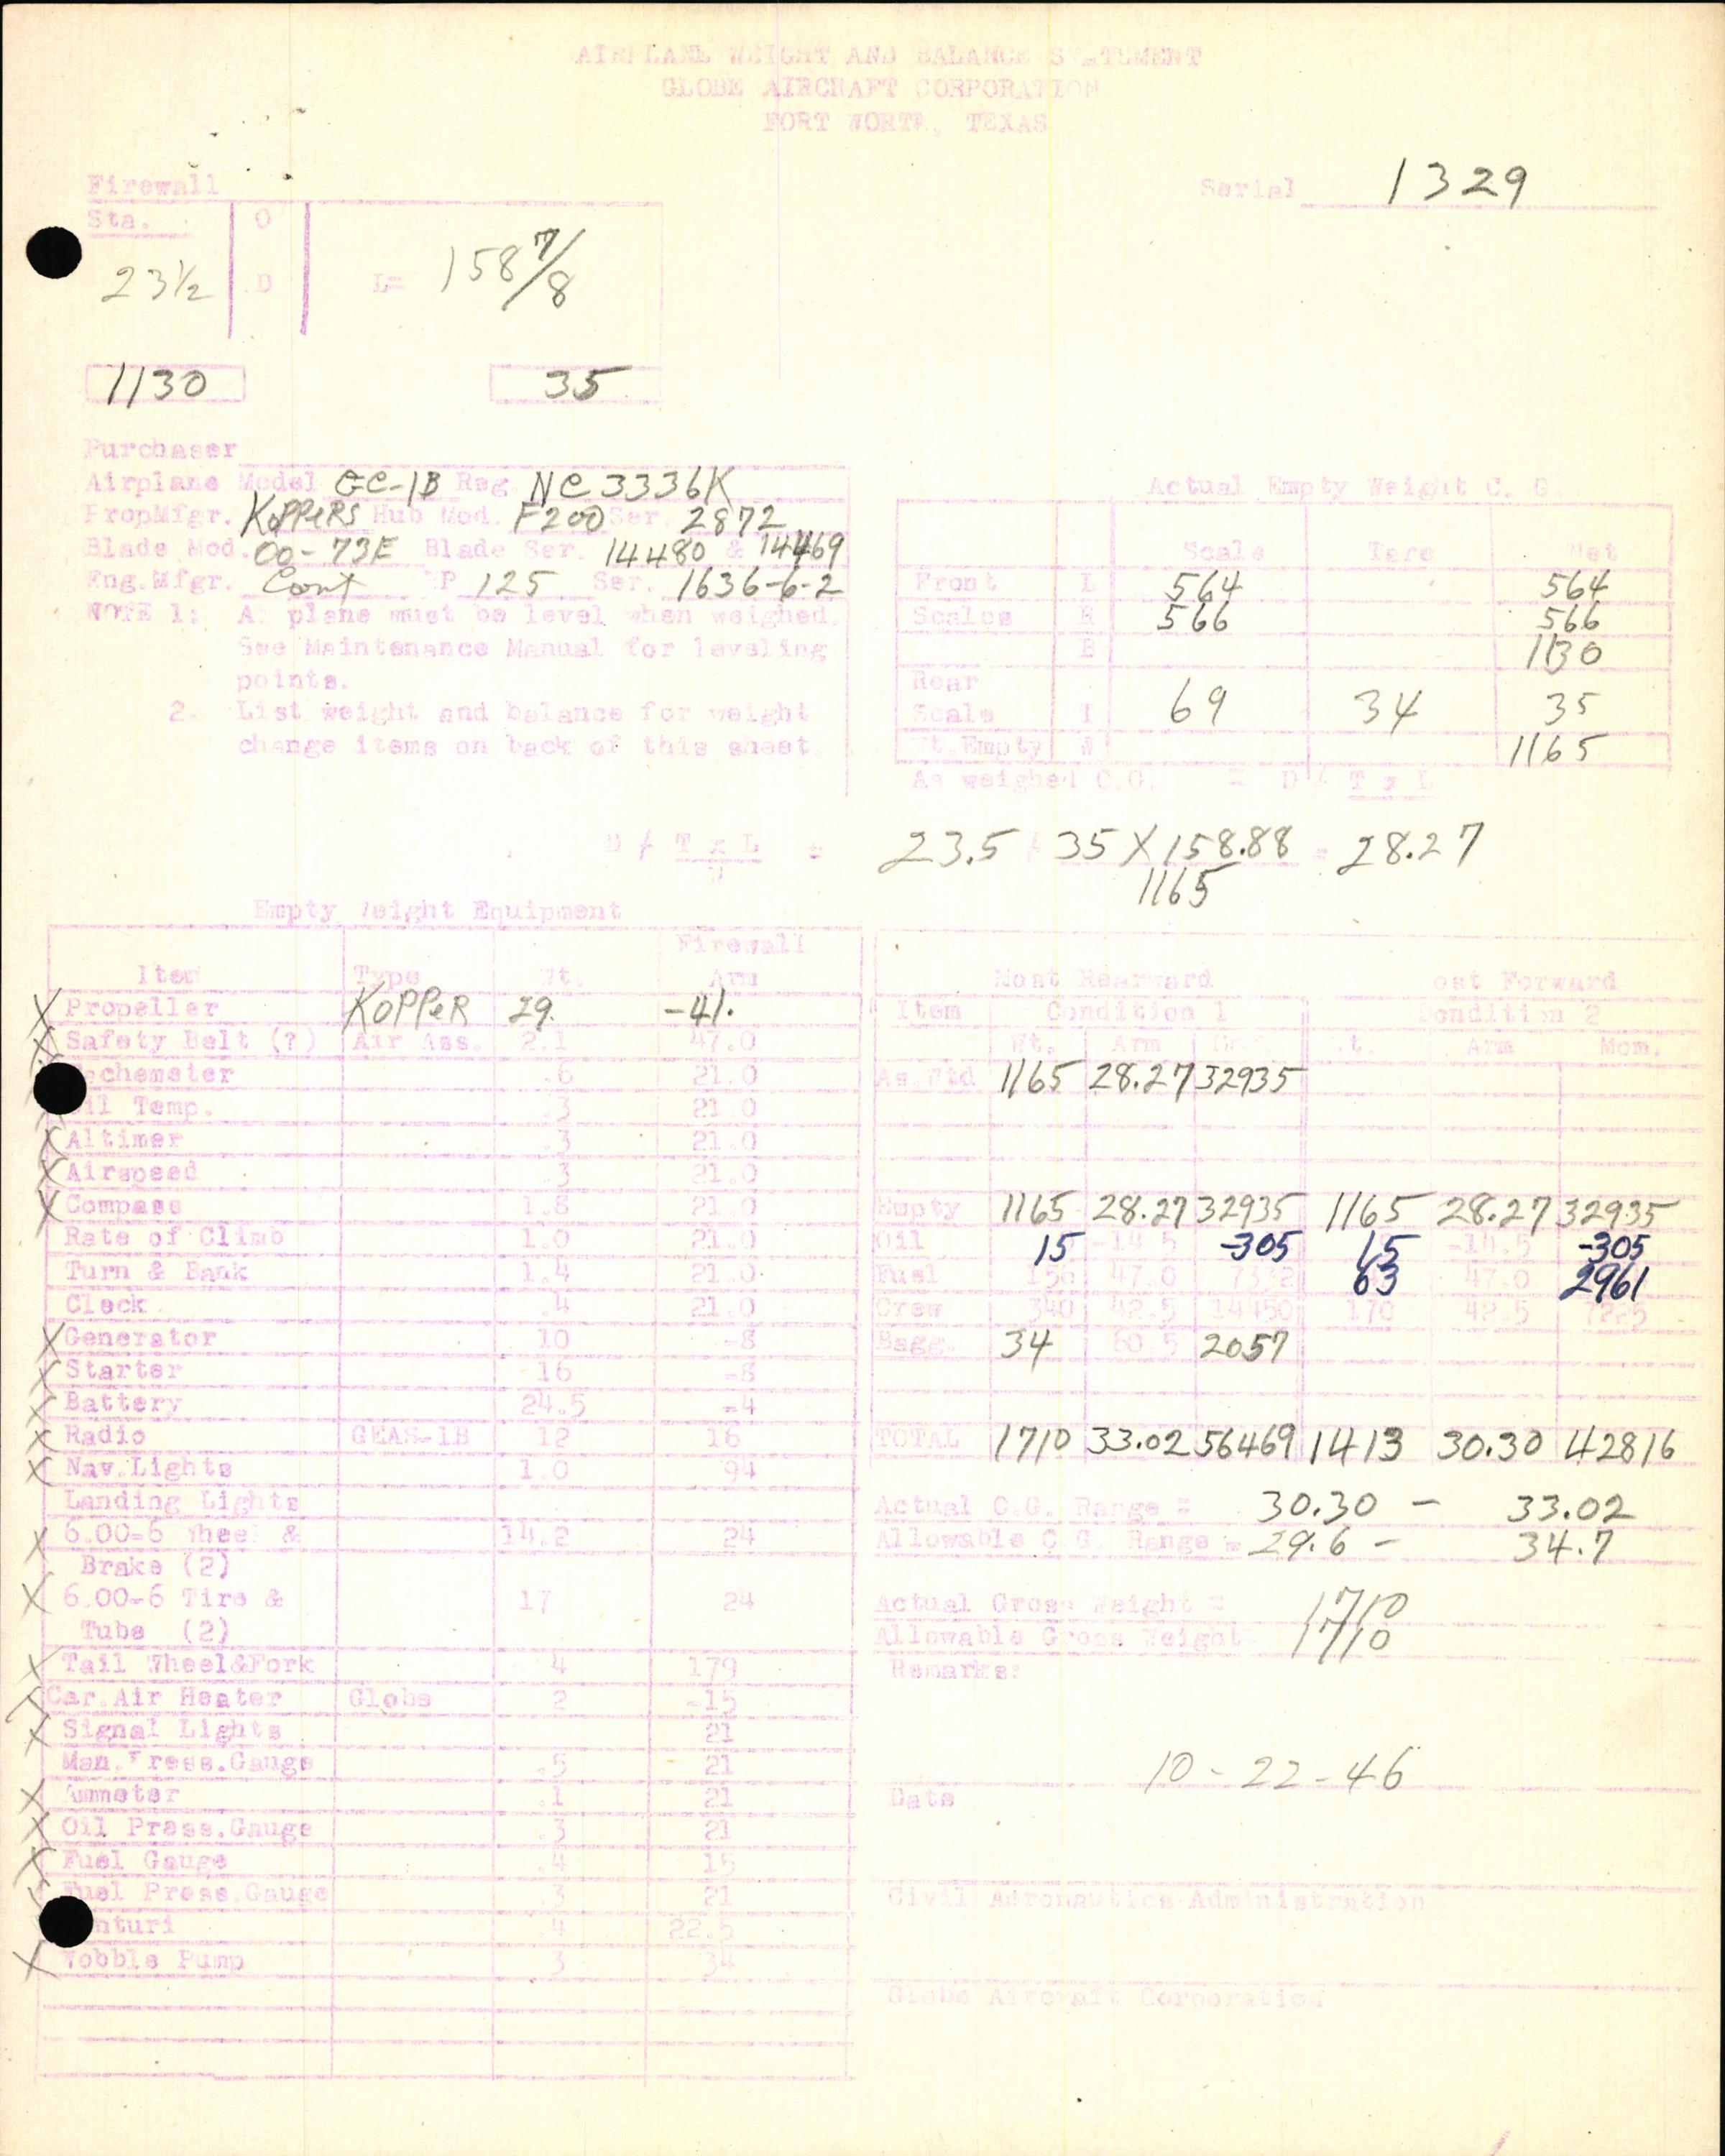 AIRPLANE WEIGHT AND BALANCE STATEMENT
GLOBE AIRCRAFT CORPORATION
FORT WORTH, TEXAS
Serial 1329
Firewall
Sta. O
23½ D L= 158 7/8
1130 35
Purchaser
Airplane Model GC-1B Reg. NC3336K
PropMfgr. KOPPERS Hub Mod. F200 Ser. 2872
Blade Mod. 00-73E Blade Ser. 14480 & 14469
Eng.Mfgr. Cont HP 125 Ser. 1636-6-2
NOTE 1: Airplane must be level when weighed.
See Maintenance Manual for leveling
points.
2. List weight and balance for weight
change items on back of this sheet.
Actual Empty Weight C. G.
Scale Tare Net
Front L 564 564
Scales R 566 566
B 1130
Rear
Scale T 69 34 35
Wt.Empty W 1165
As weighed C.G. = D / T x L
D / T x L = 23.5 / 35 X 158.88 = 28.27
W 1165
Empty Weight Equipment
Firewall
Item Type Wt. Arm
X Propeller KOPPER 29. -41.
X Safety Belt (?) Air Ass. 2.1 47.0
Tachemeter .6 21.0
Oil Temp. .3 21.0
X Altimer .3 21.0
X Airspeed .3 21.0
X Compass 1.8 21.0
Rate of Climb 1.0 21.0
Turn & Bank 1.4 21.0
Clock .4 21.0
X Generator 10 -8
X Starter 16 -8
X Battery 24.5 -4
X Radio GEAS-1B 12 16
X Nav.Lights 1.0 94
Landing Lights
X 6.00-6 Wheel & 14.2 24
Brake (2)
X 6.00-6 Tire & 17 24
Tube (2)
X Tail Wheel&Fork 4 179
X Car.Air Heater Globe 2 -15
X Signal Lights 21
Man.Press.Gauge .5 21
X Ammeter .1 21
X Oil Press.Gauge .3 21
X Fuel Gauge .4 15
X Fuel Press.Gauge .3 21
Venturi .4 22.5
X Wobble Pump 3 34
Most Rearward Most Forward
Item Condition 1 Condition 2
Wt. Arm Mom. Wt. Arm Mom.
As.Wtd 1165 28.27 32935
Empty 1165 28.27 32935 1165 28.27 32935
Oil 15 -14.5 -305 15 -14.5 -305
Fuel 156 47.0 7332 63 47.0 2961
Crew 340 42.5 14450 170 42.5 7225
Bagg. 34 60.5 2057
TOTAL 1710 33.02 56469 1413 30.30 42816
Actual C.G. Range = 30.30 - 33.02
Allowable C.G. Range = 29.6 - 34.7
Actual Gross Weight = 1710
Allowable Gross Weight 1710
Remarks:
10-22-46
Date
Civil Aeronautics Administration
Globe Aircraft Corporation